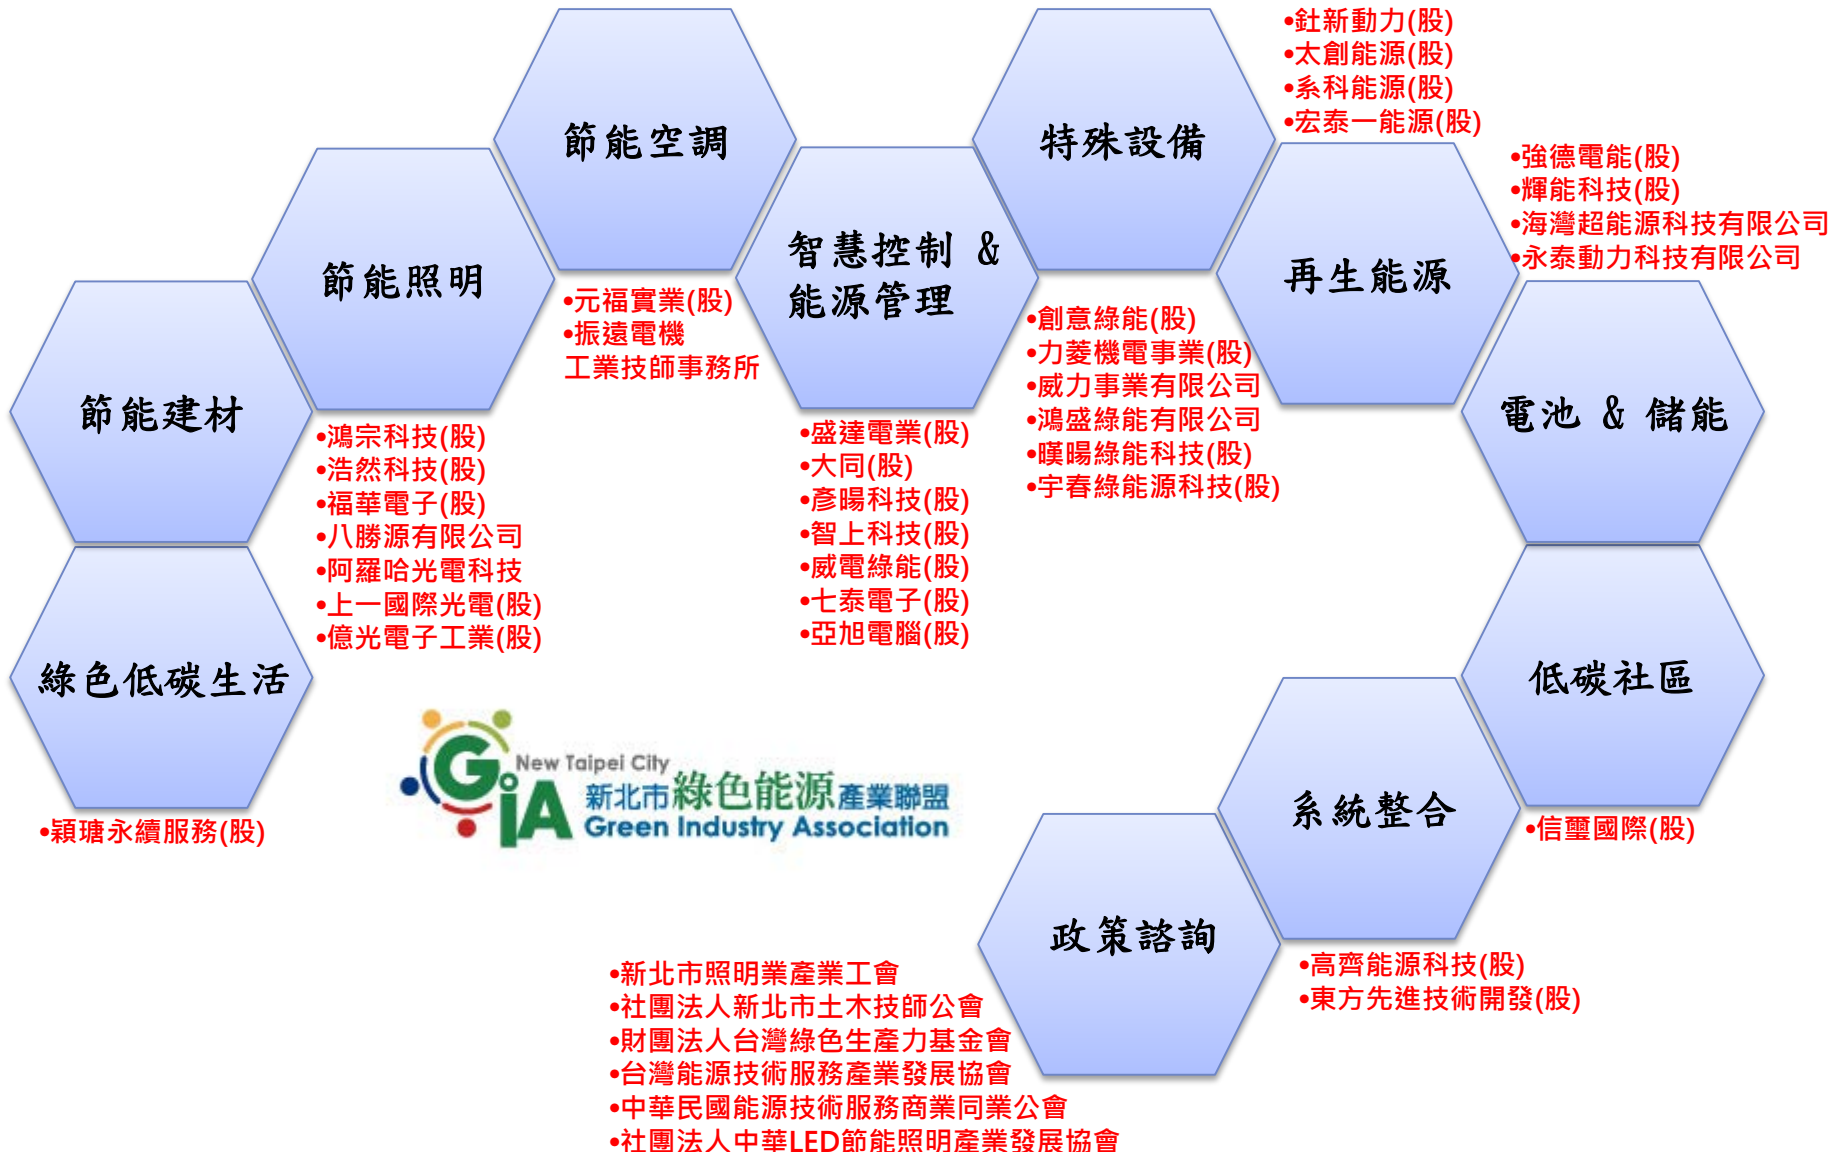 節能空調
特殊設備
•釷新動力(股)
•太創能源(股)
•系科能源(股)
•宏泰一能源(股)
節能照明
智慧控制 &
能源管理
再生能源
•強德電能(股)
•輝能科技(股)
•海灣超能源科技有限公司
•永泰動力科技有限公司
•元福實業(股)
•振遠電機
工業技師事務所
•創意綠能(股)
•力菱機電事業(股)
•威力事業有限公司
•鴻盛綠能有限公司
•暵暘綠能科技(股)
•宇春綠能源科技(股)
節能建材
電池 & 儲能
•鴻宗科技(股)
•浩然科技(股)
•福華電子(股)
•八勝源有限公司
•阿羅哈光電科技
•上一國際光電(股)
•億光電子工業(股)
•盛達電業(股)
•大同(股)
•彥暘科技(股)
•智上科技(股)
•威電綠能(股)
•七泰電子(股)
•亞旭電腦(股)
綠色低碳生活
低碳社區
•穎瑭永續服務(股)
GiA
New Taipei City
新北市綠色能源產業聯盟
Green Industry Association
系統整合
•信璽國際(股)
政策諮詢
•高齊能源科技(股)
•東方先進技術開發(股)
•新北市照明業產業工會
•社團法人新北市土木技師公會
•財團法人台灣綠色生產力基金會
•台灣能源技術服務產業發展協會
•中華民國能源技術服務商業同業公會
•社團法人中華LED節能照明產業發展協會